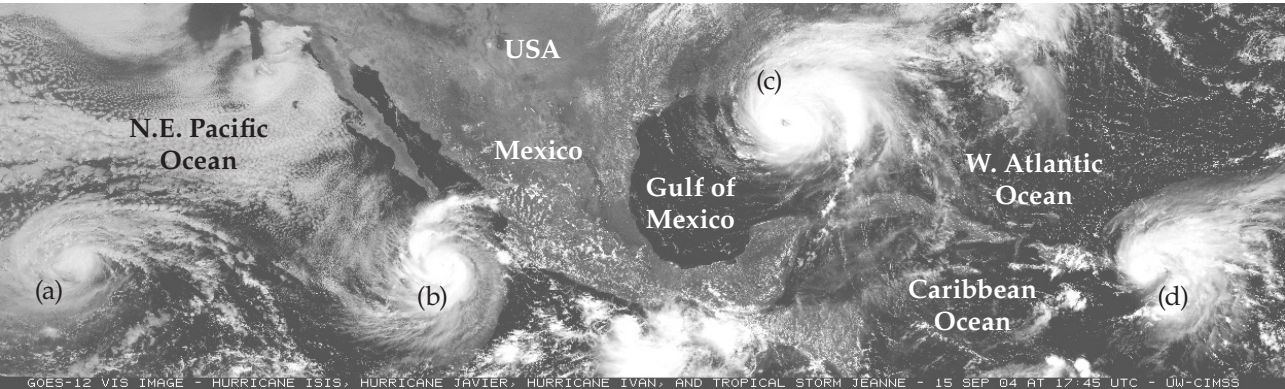 USA
(c)
N.E. Pacific
Ocean
Mexico
W. Atlantic
Ocean
Gulf of
Mexico
(a)
(b)
Caribbean
Ocean
(d)
GOES-12 VIS IMAGE - HURRICANE ISIS, HURRICANE JAVIER, HURRICANE IVAN, AND TROPICAL STORM JEANNE - 15 SEP 04 AT 17:45 UTC - UW-CIMSS